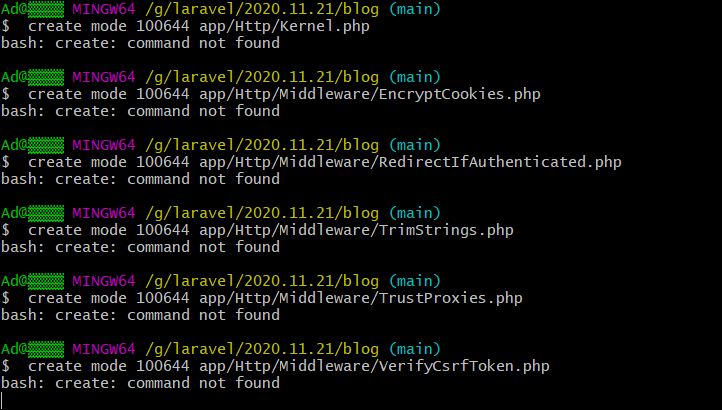 Ad@▒▒▒▒ MINGW64 /g/laravel/2020.11.21/blog (main)
$  create mode 100644 app/Http/Kernel.php
bash: create: command not found
Ad@▒▒▒▒ MINGW64 /g/laravel/2020.11.21/blog (main)
$  create mode 100644 app/Http/Middleware/EncryptCookies.php
bash: create: command not found
Ad@▒▒▒▒ MINGW64 /g/laravel/2020.11.21/blog (main)
$  create mode 100644 app/Http/Middleware/RedirectIfAuthenticated.php
bash: create: command not found
Ad@▒▒▒▒ MINGW64 /g/laravel/2020.11.21/blog (main)
$  create mode 100644 app/Http/Middleware/TrimStrings.php
bash: create: command not found
Ad@▒▒▒▒ MINGW64 /g/laravel/2020.11.21/blog (main)
$  create mode 100644 app/Http/Middleware/TrustProxies.php
bash: create: command not found
Ad@▒▒▒▒ MINGW64 /g/laravel/2020.11.21/blog (main)
$  create mode 100644 app/Http/Middleware/VerifyCsrfToken.php
bash: create: command not found